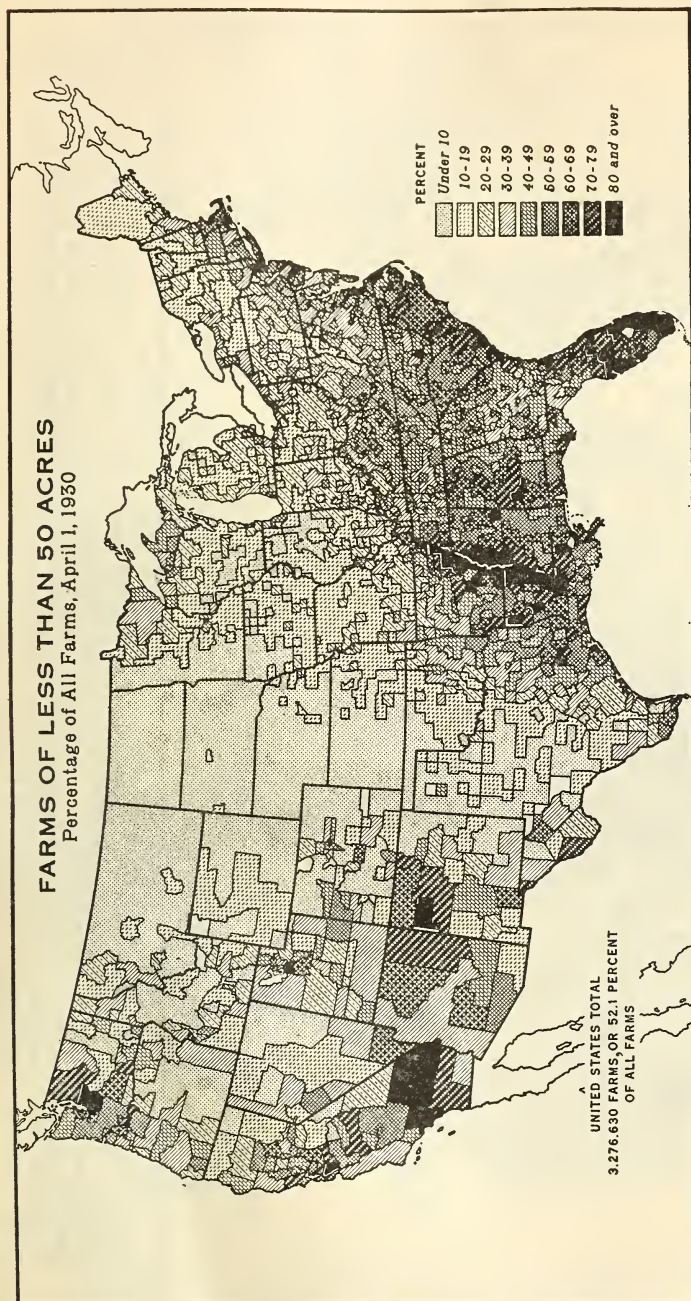 FARMS OF LESS THAN 50 ACRES
Percentage of All Farms, April 1, 1930
PERCENT
Under 10
10-19
20-29
30-39
40-49
50-59
60-69
70-79
80 and over
UNITED STATES TOTAL
3,276,630 FARMS, OR 52.1 PERCENT
OF ALL FARMS